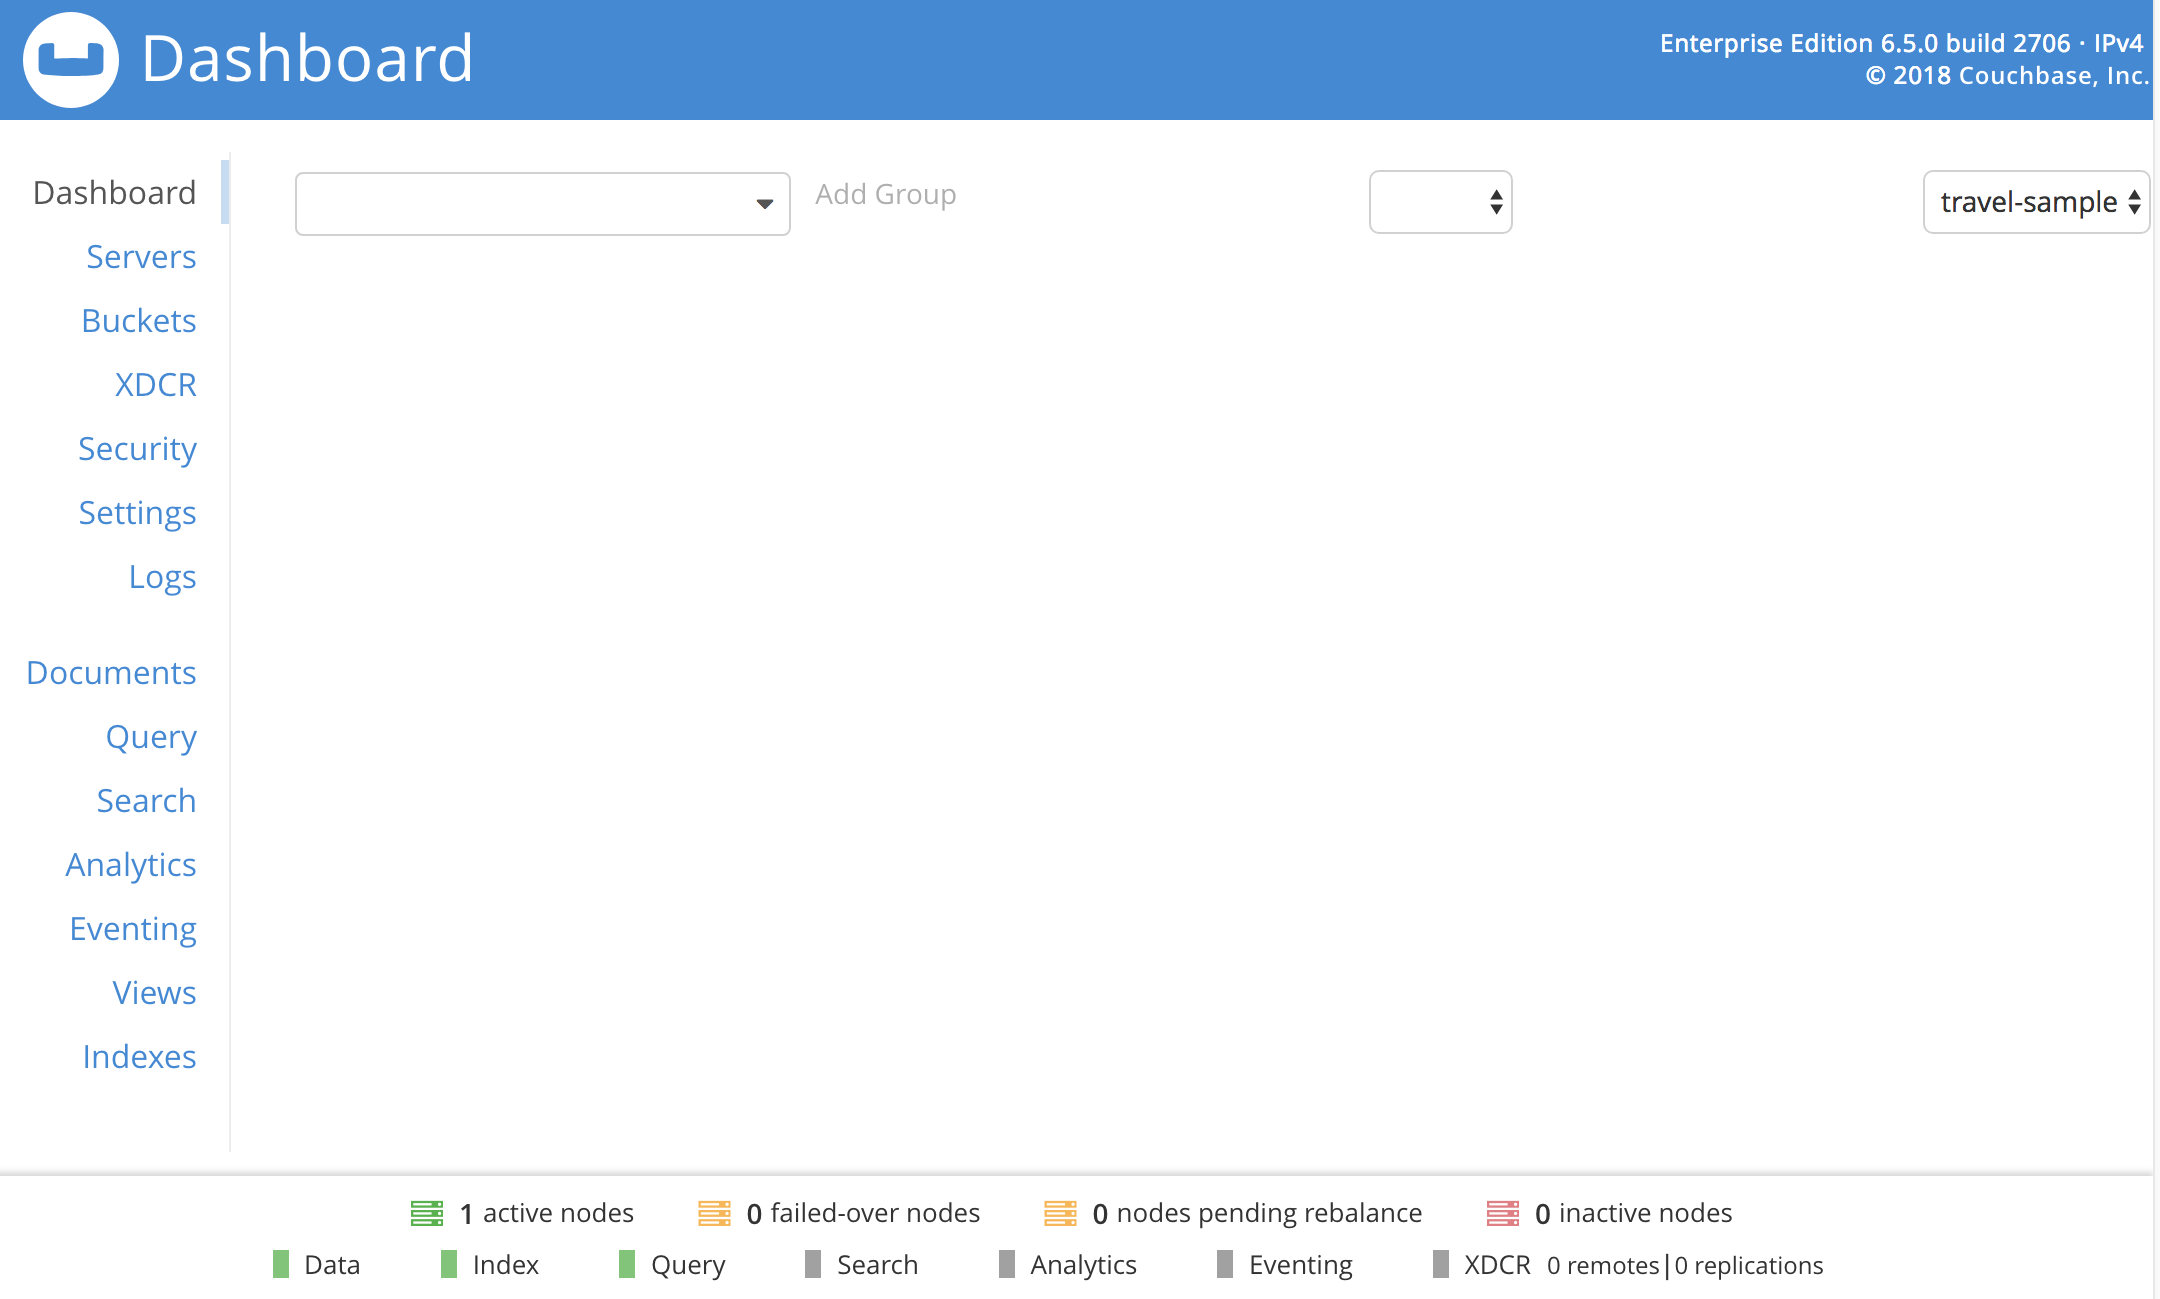 Dashboard
Enterprise Edition 6.5.0 build 2706 · IPv4
© 2018 Couchbase, Inc.
Dashboard
Servers
Buckets
XDCR
Security
Settings
Logs
Documents
Query
Search
Analytics
Eventing
Views
Indexes
Add Group
travel-sample
1 active nodes
0 failed-over nodes
0 nodes pending rebalance
0 inactive nodes
Data
Index
Query
Search
Analytics
Eventing
XDCR 0 remotes|0 replications